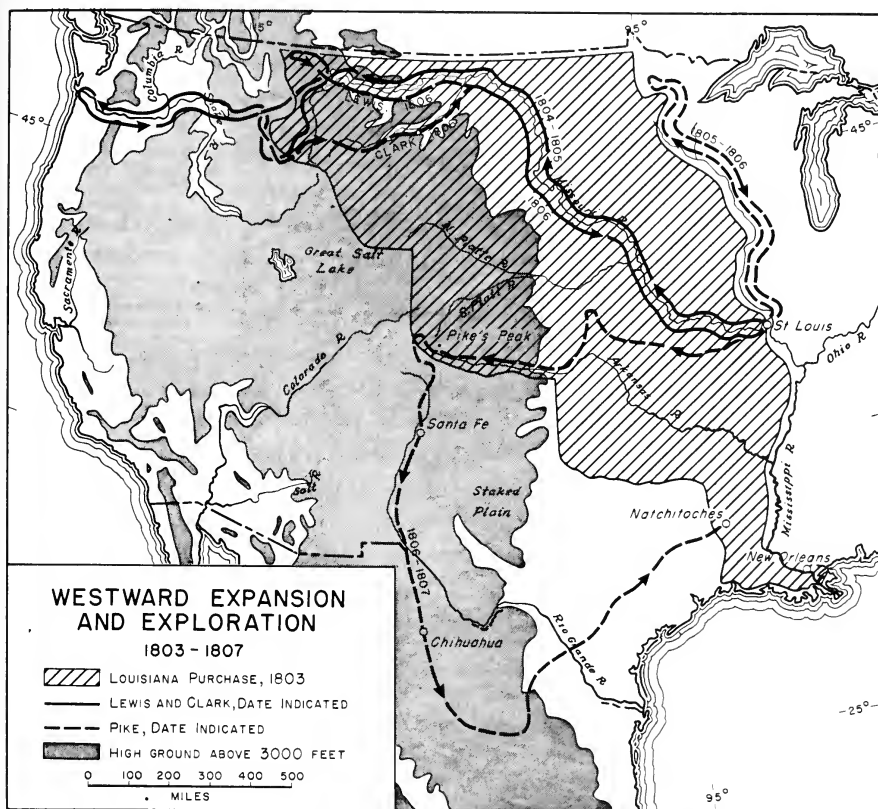 95°
Columbia R
45°
LEWIS 1806
CLARK 1806
1804-1805
1806
Missouri R
1805-1806
45°
Sacramento R
Great Salt
Lake
N. Platte R
S. Platt R
Pike's Peak
St Louis
Ohio R
Colorado R
Arkansas R
Santa Fe
Salt R
Staked
Plain
Mississippi R
Natchitoches
New Orleans
1806-1807
Chihuahua
Rio Grande R
25°
95°
WESTWARD EXPANSION
AND EXPLORATION
1803-1807
LOUISIANA PURCHASE, 1803
LEWIS AND CLARK, DATE INDICATED
PIKE, DATE INDICATED
HIGH GROUND ABOVE 3000 FEET
0 100 200 300 400 500
MILES